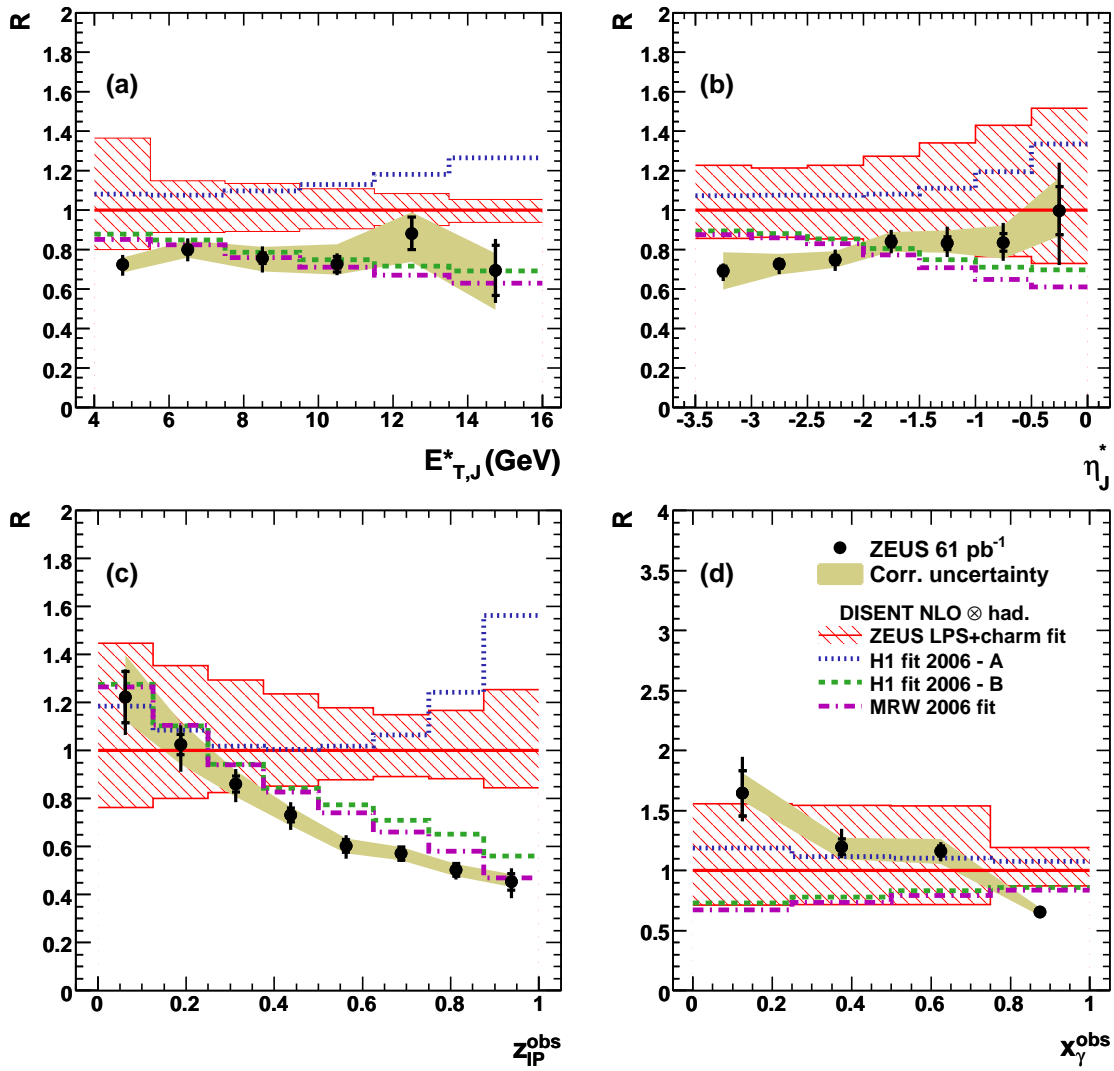 R
2
1.8
1.6
1.4
1.2
1
0.8
0.6
0.4
0.2
0
(a)
4 6 8 10 12 14 16
E*T,J (GeV)
R
2
1.8
1.6
1.4
1.2
1
0.8
0.6
0.4
0.2
0
(b)
-3.5 -3 -2.5 -2 -1.5 -1 -0.5 0
η*J
R
2
1.8
1.6
1.4
1.2
1
0.8
0.6
0.4
0.2
0
(c)
0 0.2 0.4 0.6 0.8 1
z_IP^obs
R
4
3.5
3
2.5
2
1.5
1
0.5
0
(d)
ZEUS 61 pb⁻¹
Corr. uncertainty
DISENT NLO ⊗ had.
ZEUS LPS+charm fit
H1 fit 2006 - A
H1 fit 2006 - B
MRW 2006 fit
0 0.2 0.4 0.6 0.8 1
x_γ^obs